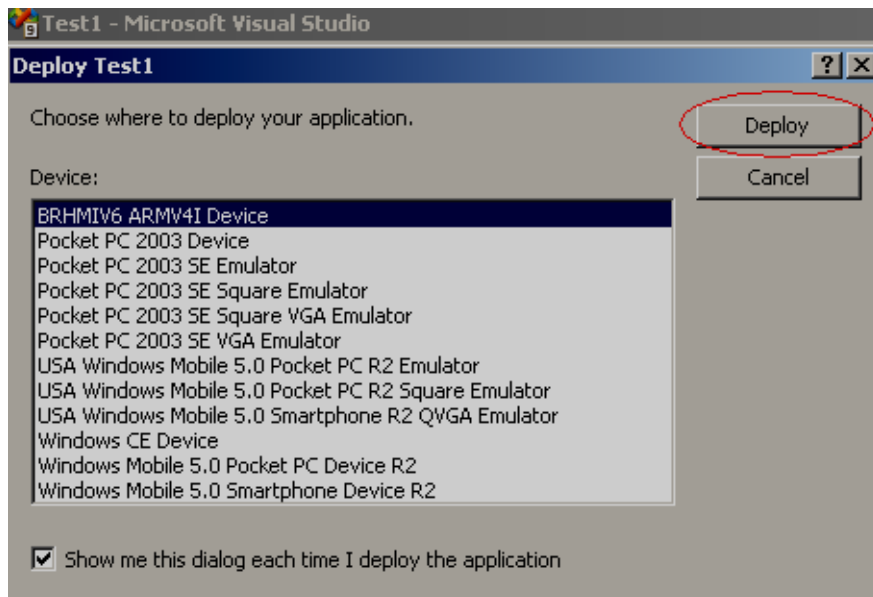 Test1 - Microsoft Visual Studio
Deploy Test1
Choose where to deploy your application.
Deploy
Device:
Cancel
BRHMIV6 ARMV4I Device
Pocket PC 2003 Device
Pocket PC 2003 SE Emulator
Pocket PC 2003 SE Square Emulator
Pocket PC 2003 SE Square VGA Emulator
Pocket PC 2003 SE VGA Emulator
USA Windows Mobile 5.0 Pocket PC R2 Emulator
USA Windows Mobile 5.0 Pocket PC R2 Square Emulator
USA Windows Mobile 5.0 Smartphone R2 QVGA Emulator
Windows CE Device
Windows Mobile 5.0 Pocket PC Device R2
Windows Mobile 5.0 Smartphone Device R2
Show me this dialog each time I deploy the application